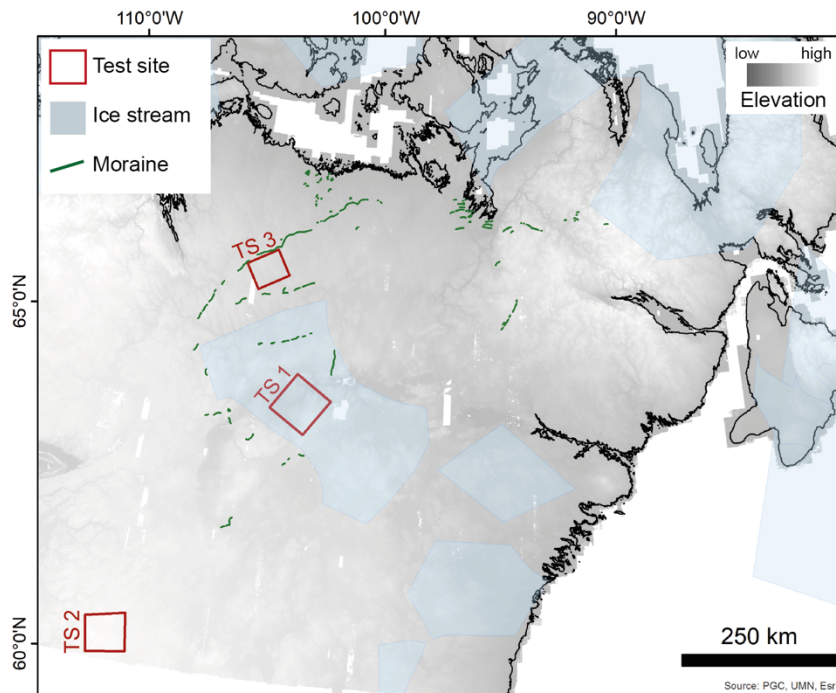 110°0'W
100°0'W
90°0'W
Test site
Ice stream
Moraine
low
high
Elevation
TS 3
65°0'N
TS 1
TS 2
60°0'N
250 km
Source: PGC, UMN, Esr